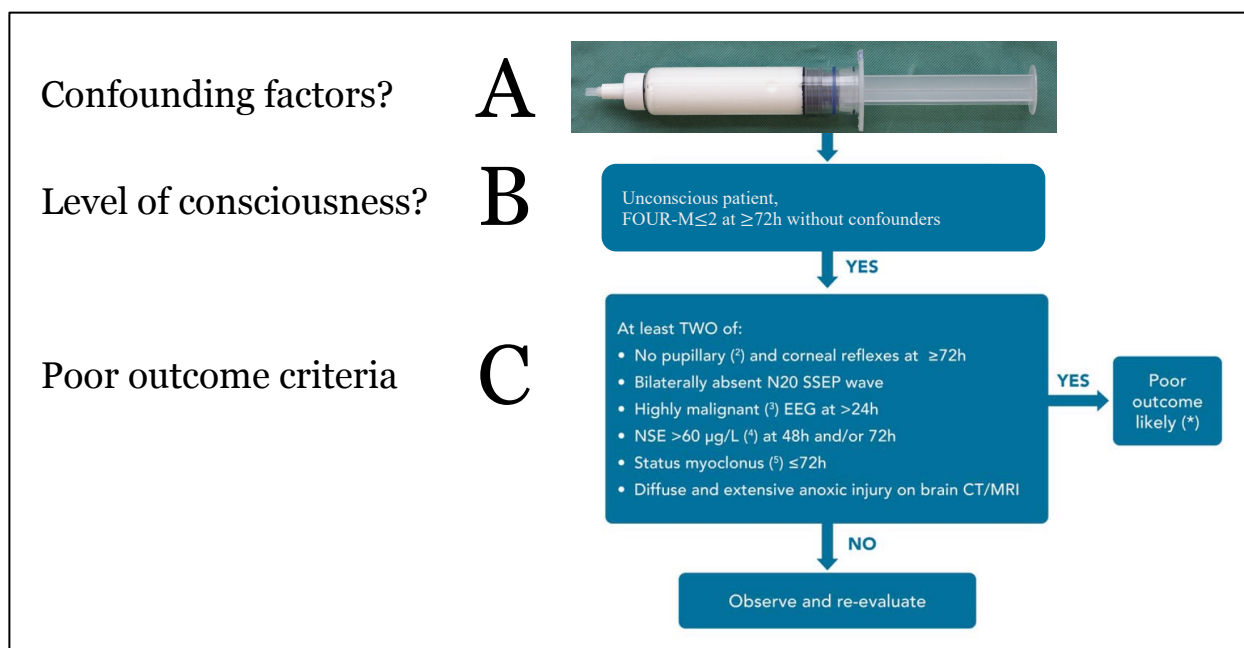 Confounding factors?
A
Level of consciousness?
B
Unconscious patient,
FOUR-M≤2 at ≥72h without confounders
YES
Poor outcome criteria
C
At least TWO of:
• No pupillary (²) and corneal reflexes at ≥72h
• Bilaterally absent N20 SSEP wave
• Highly malignant (³) EEG at >24h
• NSE >60 µg/L (⁴) at 48h and/or 72h
• Status myoclonus (⁵) ≤72h
• Diffuse and extensive anoxic injury on brain CT/MRI
YES
Poor
outcome
likely (*)
NO
Observe and re-evaluate